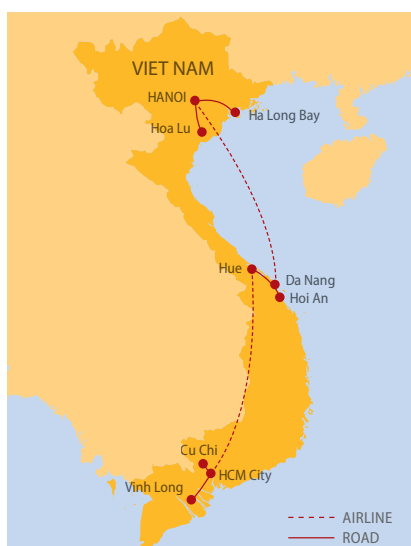 VIET NAM
HANOI
Ha Long Bay
Hoa Lu
Hue
Da Nang
Hoi An
Cu Chi
HCM City
Vinh Long
AIRLINE
ROAD